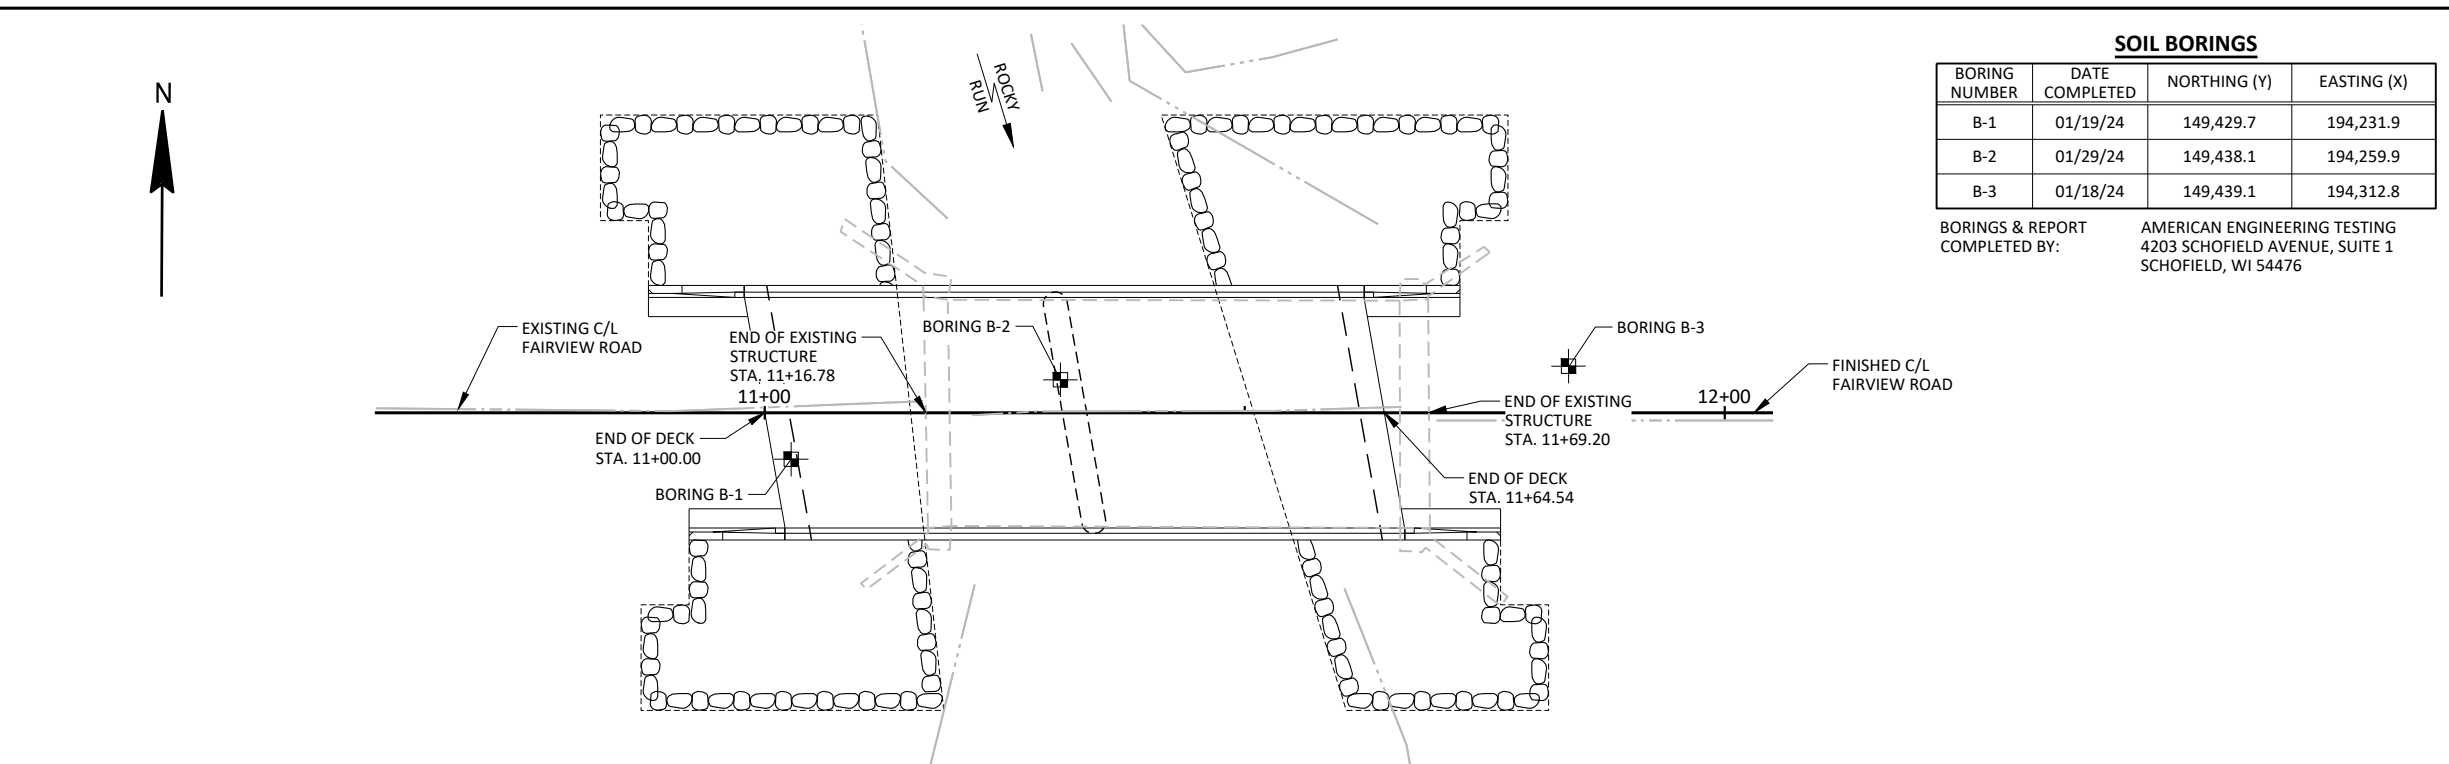 SOIL BORINGS
BORING NUMBER DATE COMPLETED NORTHING (Y) EASTING (X)
B-1 01/19/24 149,429.7 194,231.9
B-2 01/29/24 149,438.1 194,259.9
B-3 01/18/24 149,439.1 194,312.8
BORINGS & REPORT
COMPLETED BY:
AMERICAN ENGINEERING TESTING
4203 SCHOFIELD AVENUE, SUITE 1
SCHOFIELD, WI 54476
N
ROCKY
RUN
EXISTING C/L
FAIRVIEW ROAD
END OF EXISTING
STRUCTURE
STA. 11+16.78
11+00
BORING B-2
BORING B-3
FINISHED C/L
FAIRVIEW ROAD
12+00
END OF EXISTING
STRUCTURE
STA. 11+69.20
END OF DECK
STA. 11+00.00
BORING B-1
END OF DECK
STA. 11+64.54